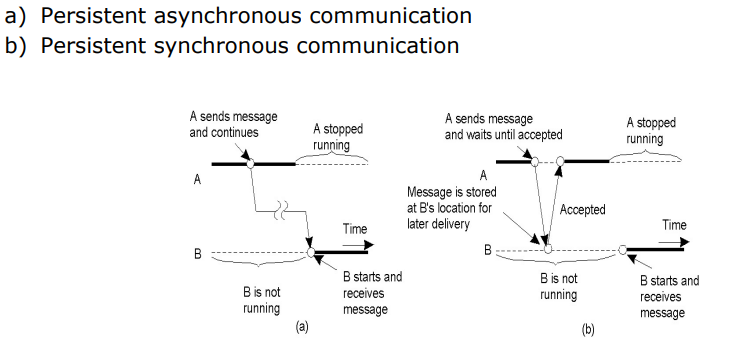 a) Persistent asynchronous communication
b) Persistent synchronous communication
A sends message
and continues
A stopped
running
A
Time
B
B is not
running
B starts and
receives
message
(a)
A sends message
and waits until accepted
A stopped
running
A
Message is stored
at B's location for
later delivery
Accepted
Time
B
B is not
running
B starts and
receives
message
(b)